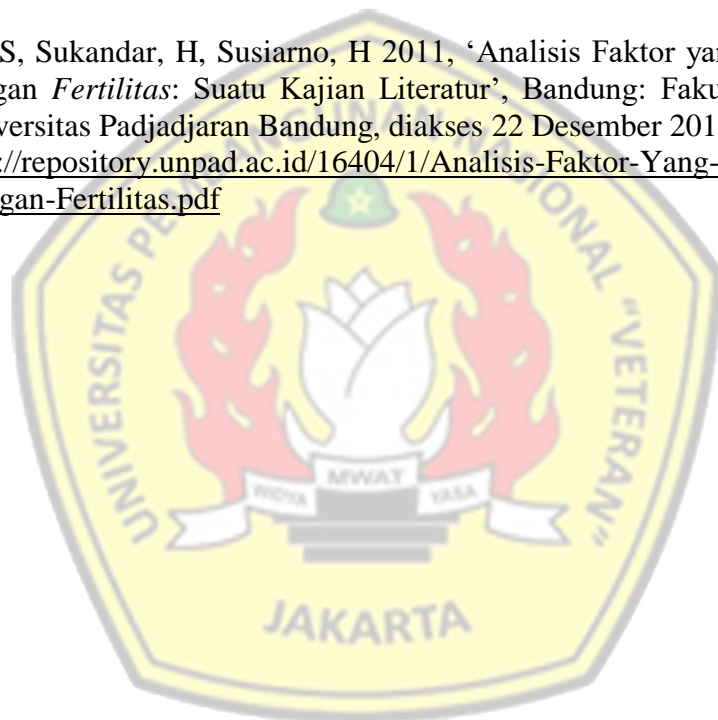 S, Sukandar, H, Susiarno, H 2011, ‘Analisis Faktor yan
gan Fertilitas: Suatu Kajian Literatur’, Bandung: Faku
versitas Padjadjaran Bandung, diakses 22 Desember 201
://repository.unpad.ac.id/16404/1/Analisis-Faktor-Yang-
gan-Fertilitas.pdf
UNIVERSITAS PEMBANGUNAN NASIONAL "VETERAN"
WIDYA MWAT YASA
JAKARTA